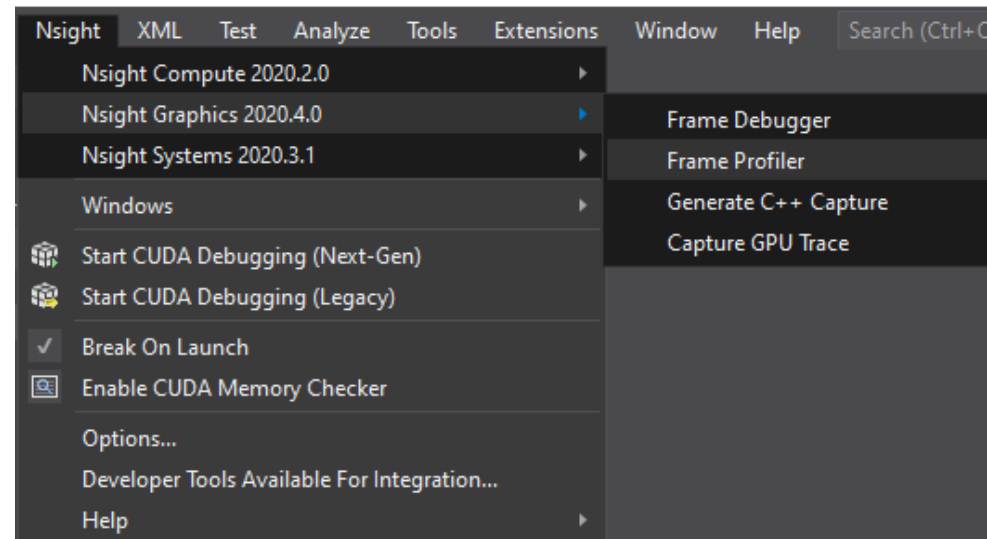 Nsight XML Test Analyze Tools Extensions Window Help Search (Ctrl+
Nsight Compute 2020.2.0
Nsight Graphics 2020.4.0
Nsight Systems 2020.3.1
Windows
Start CUDA Debugging (Next-Gen)
Start CUDA Debugging (Legacy)
Break On Launch
Enable CUDA Memory Checker
Options...
Developer Tools Available For Integration...
Help
Frame Debugger
Frame Profiler
Generate C++ Capture
Capture GPU Trace